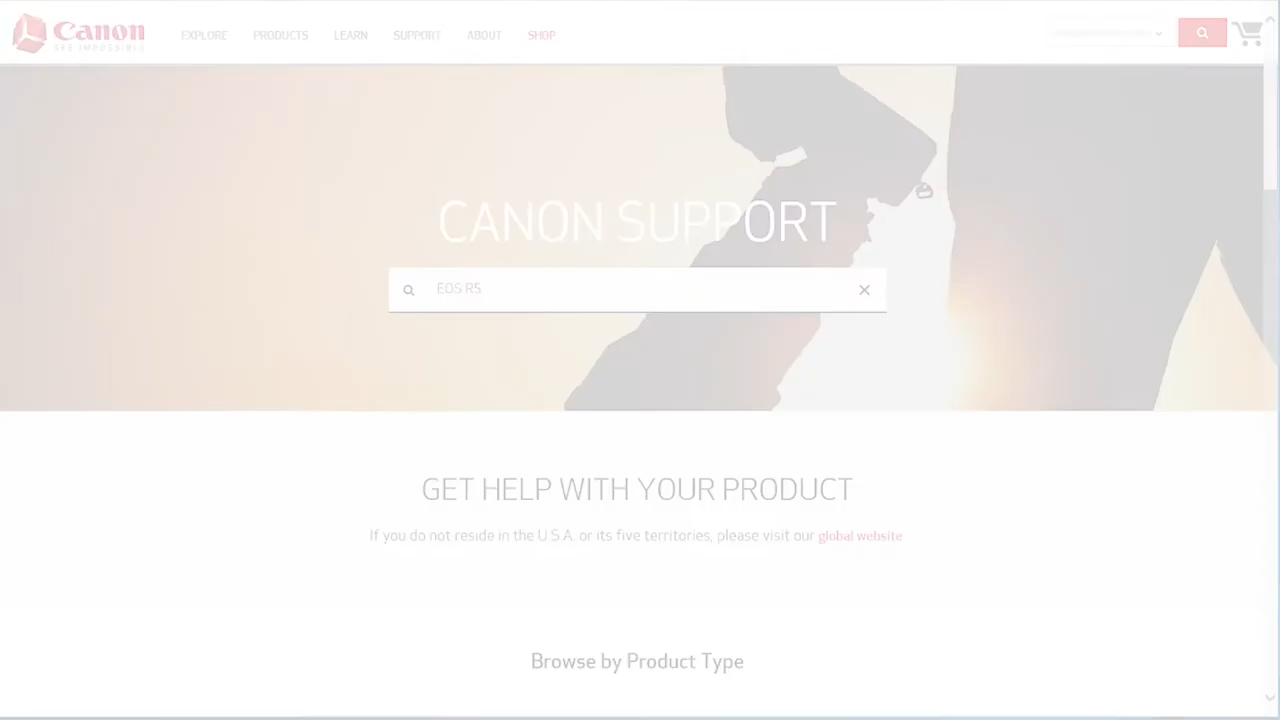 Canon
SEE IMPOSSIBLE
EXPLORE PRODUCTS LEARN SUPPORT ABOUT SHOP
CANON SUPPORT
EOS R5
GET HELP WITH YOUR PRODUCT
If you do not reside in the U.S.A. or its five territories, please visit our global website
Browse by Product Type